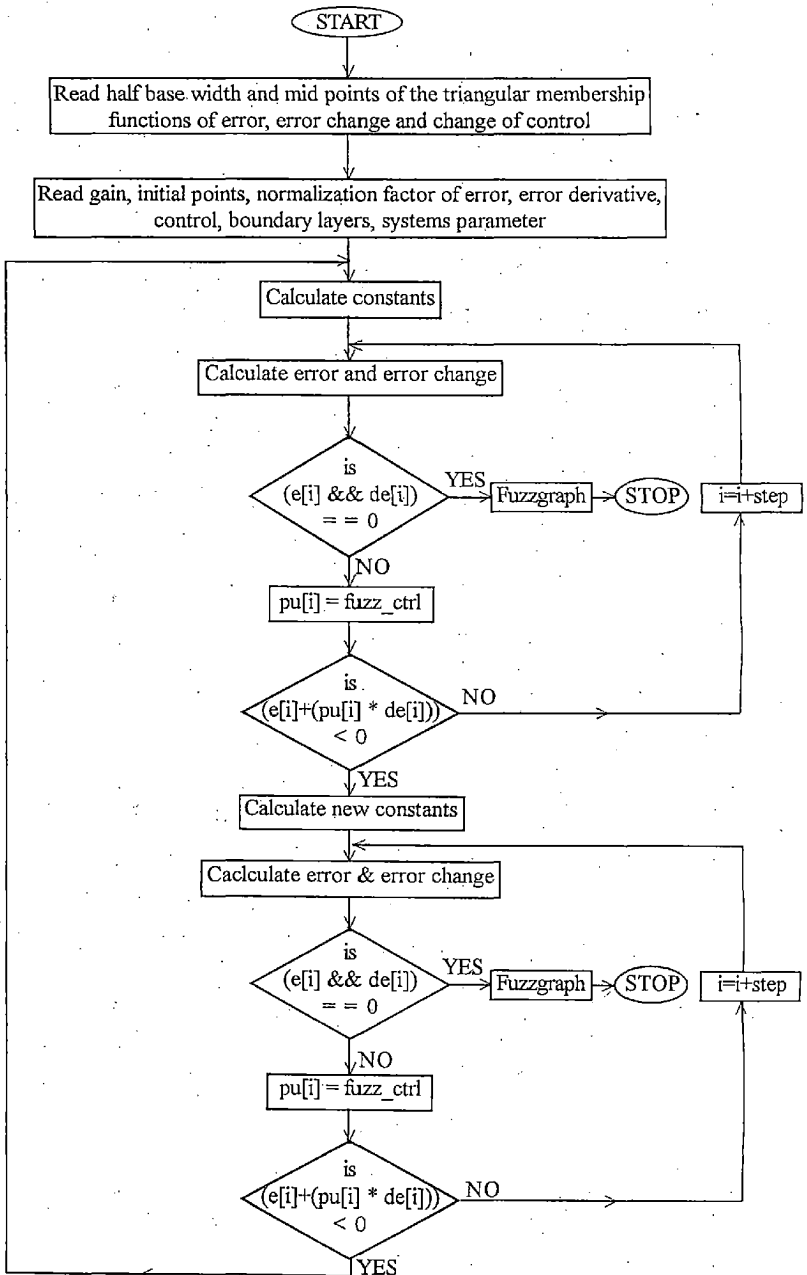 START
Read half base width and mid points of the triangular membership
functions of error, error change and change of control
Read gain, initial points, normalization factor of error, error derivative,
control, boundary layers, systems parameter
Calculate constants
Calculate error and error change
is
(e[i] && de[i])
= = 0
YES
Fuzzgraph
STOP
i=i+step
NO
pu[i] = fuzz_ctrl
is
(e[i]+(pu[i] * de[i]))
< 0
NO
YES
Calculate new constants
Caclculate error & error change
is
(e[i] && de[i])
= = 0
YES
Fuzzgraph
STOP
i=i+step
NO
pu[i] = fuzz_ctrl
is
(e[i]+(pu[i] * de[i]))
< 0
NO
YES